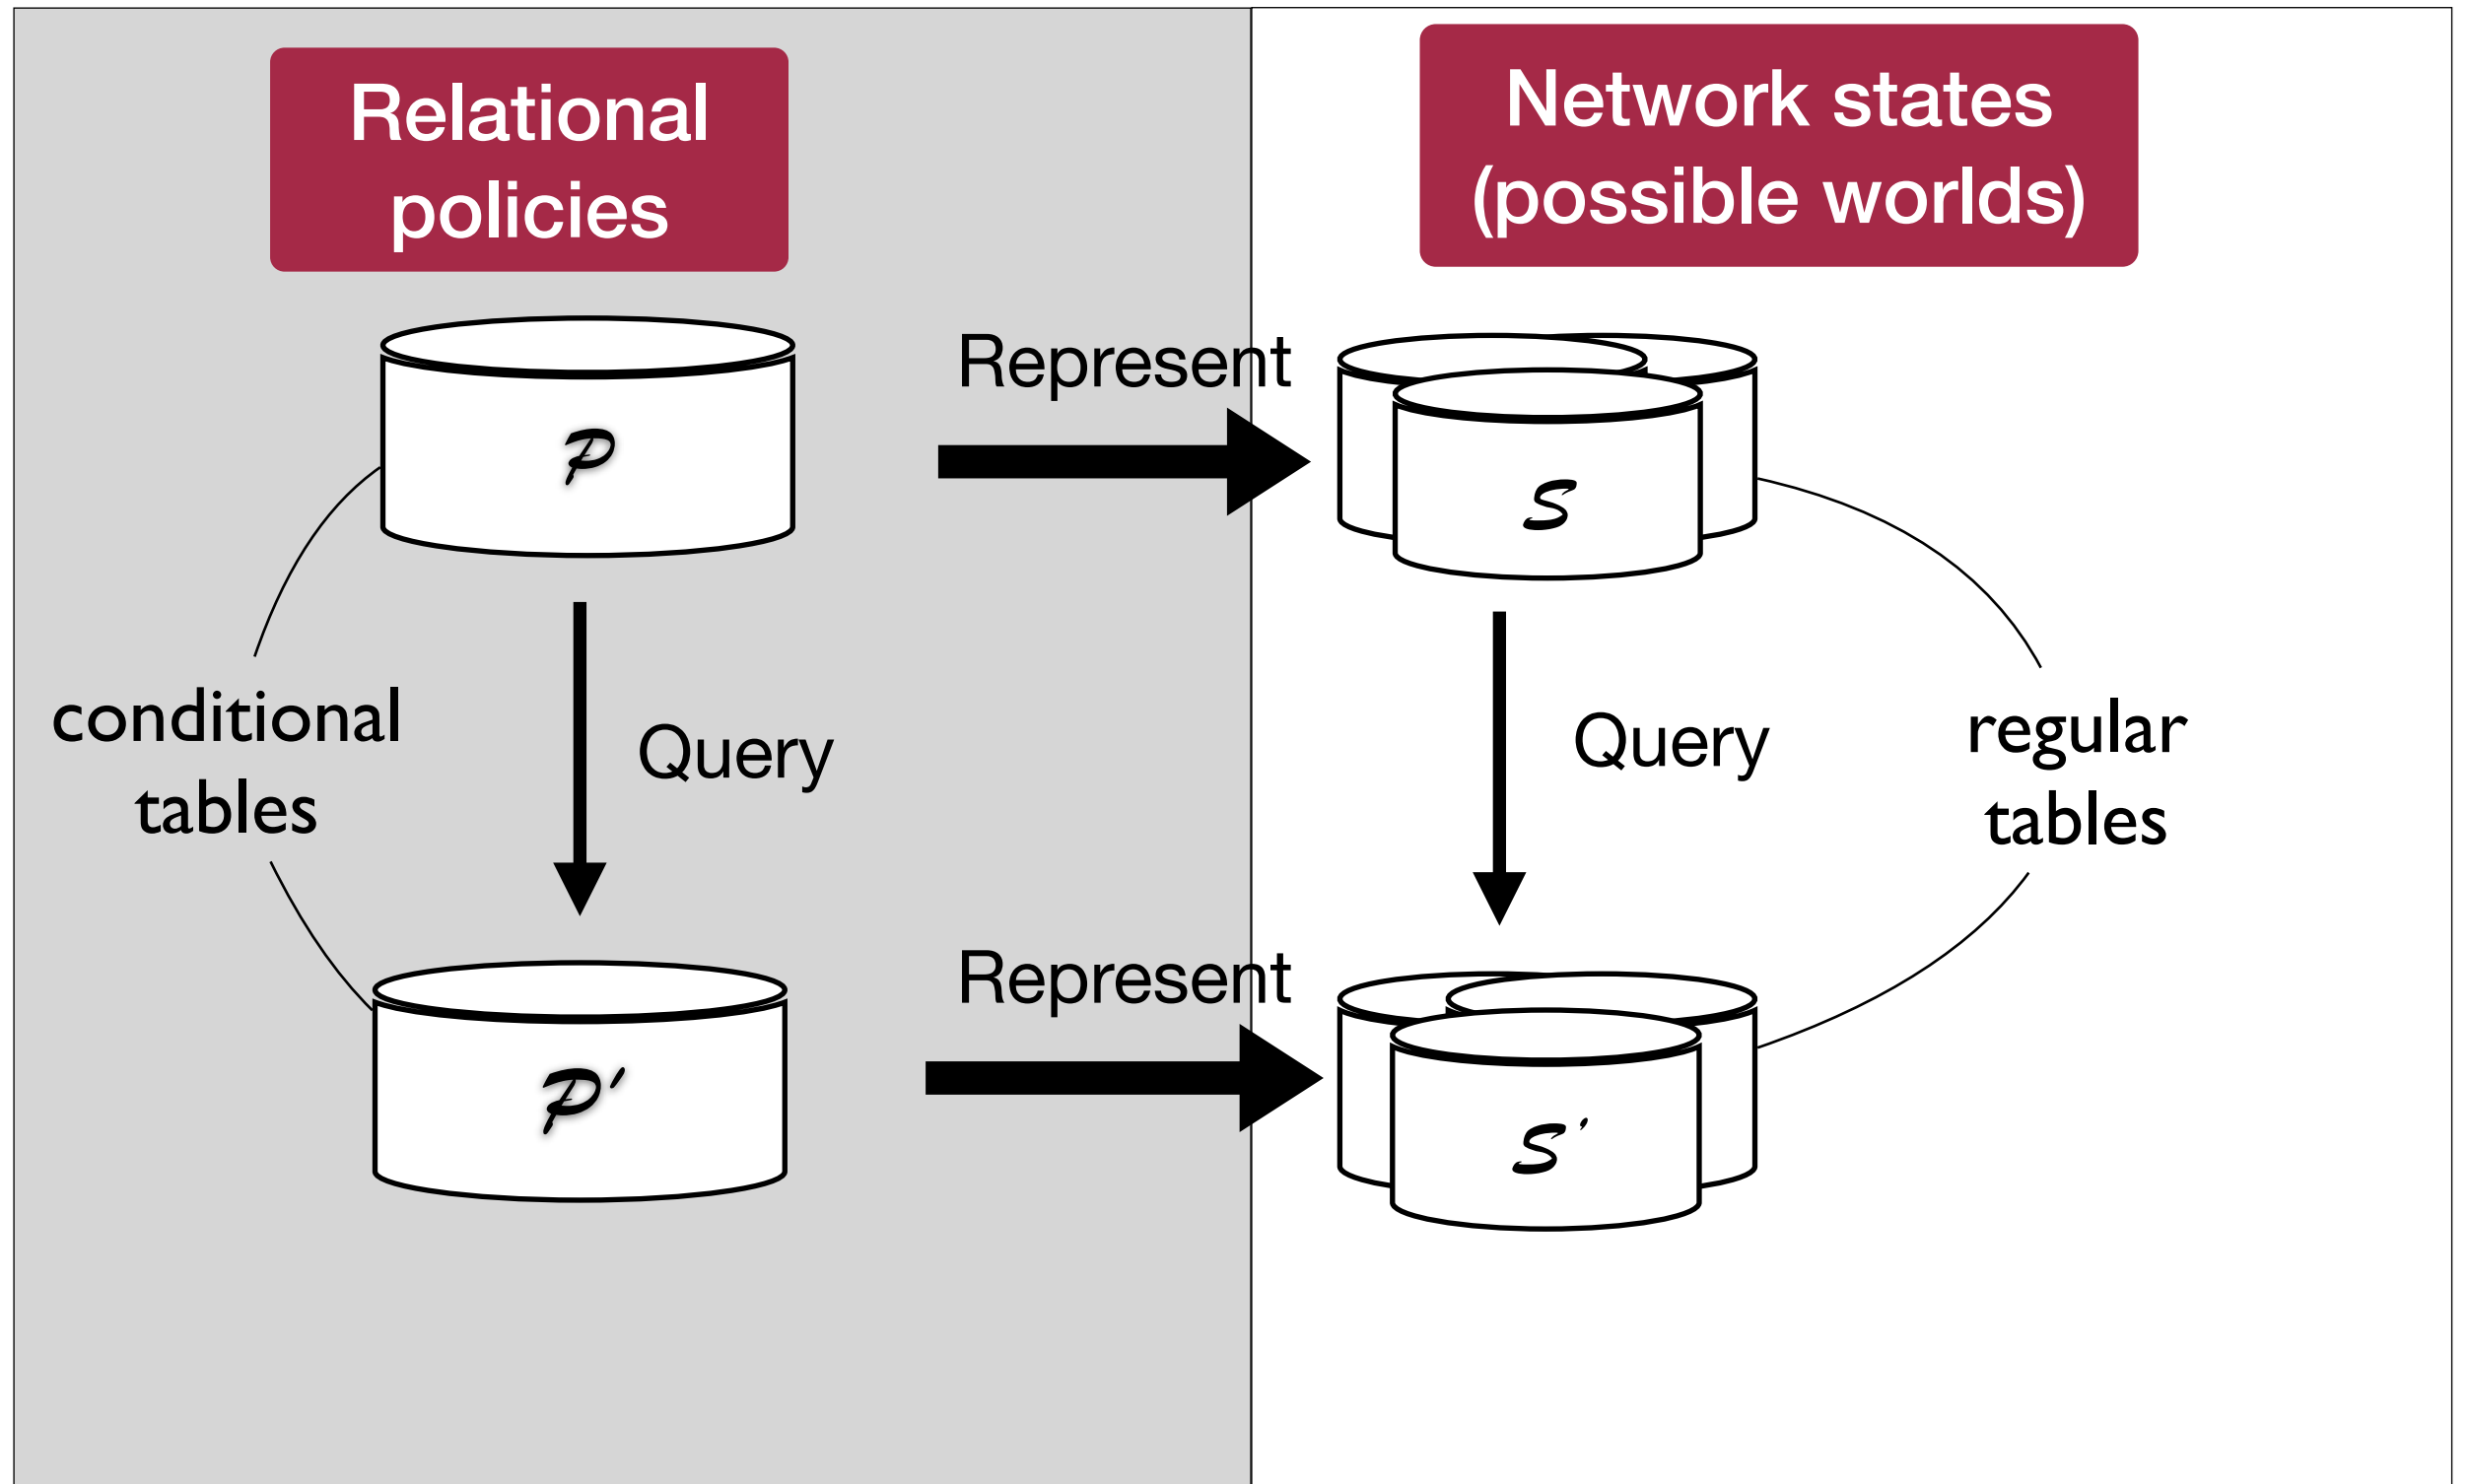 Relational
policies
Network states
(possible worlds)
Represent
P
S
conditional
tables
Query
Query
regular
tables
Represent
P'
S'